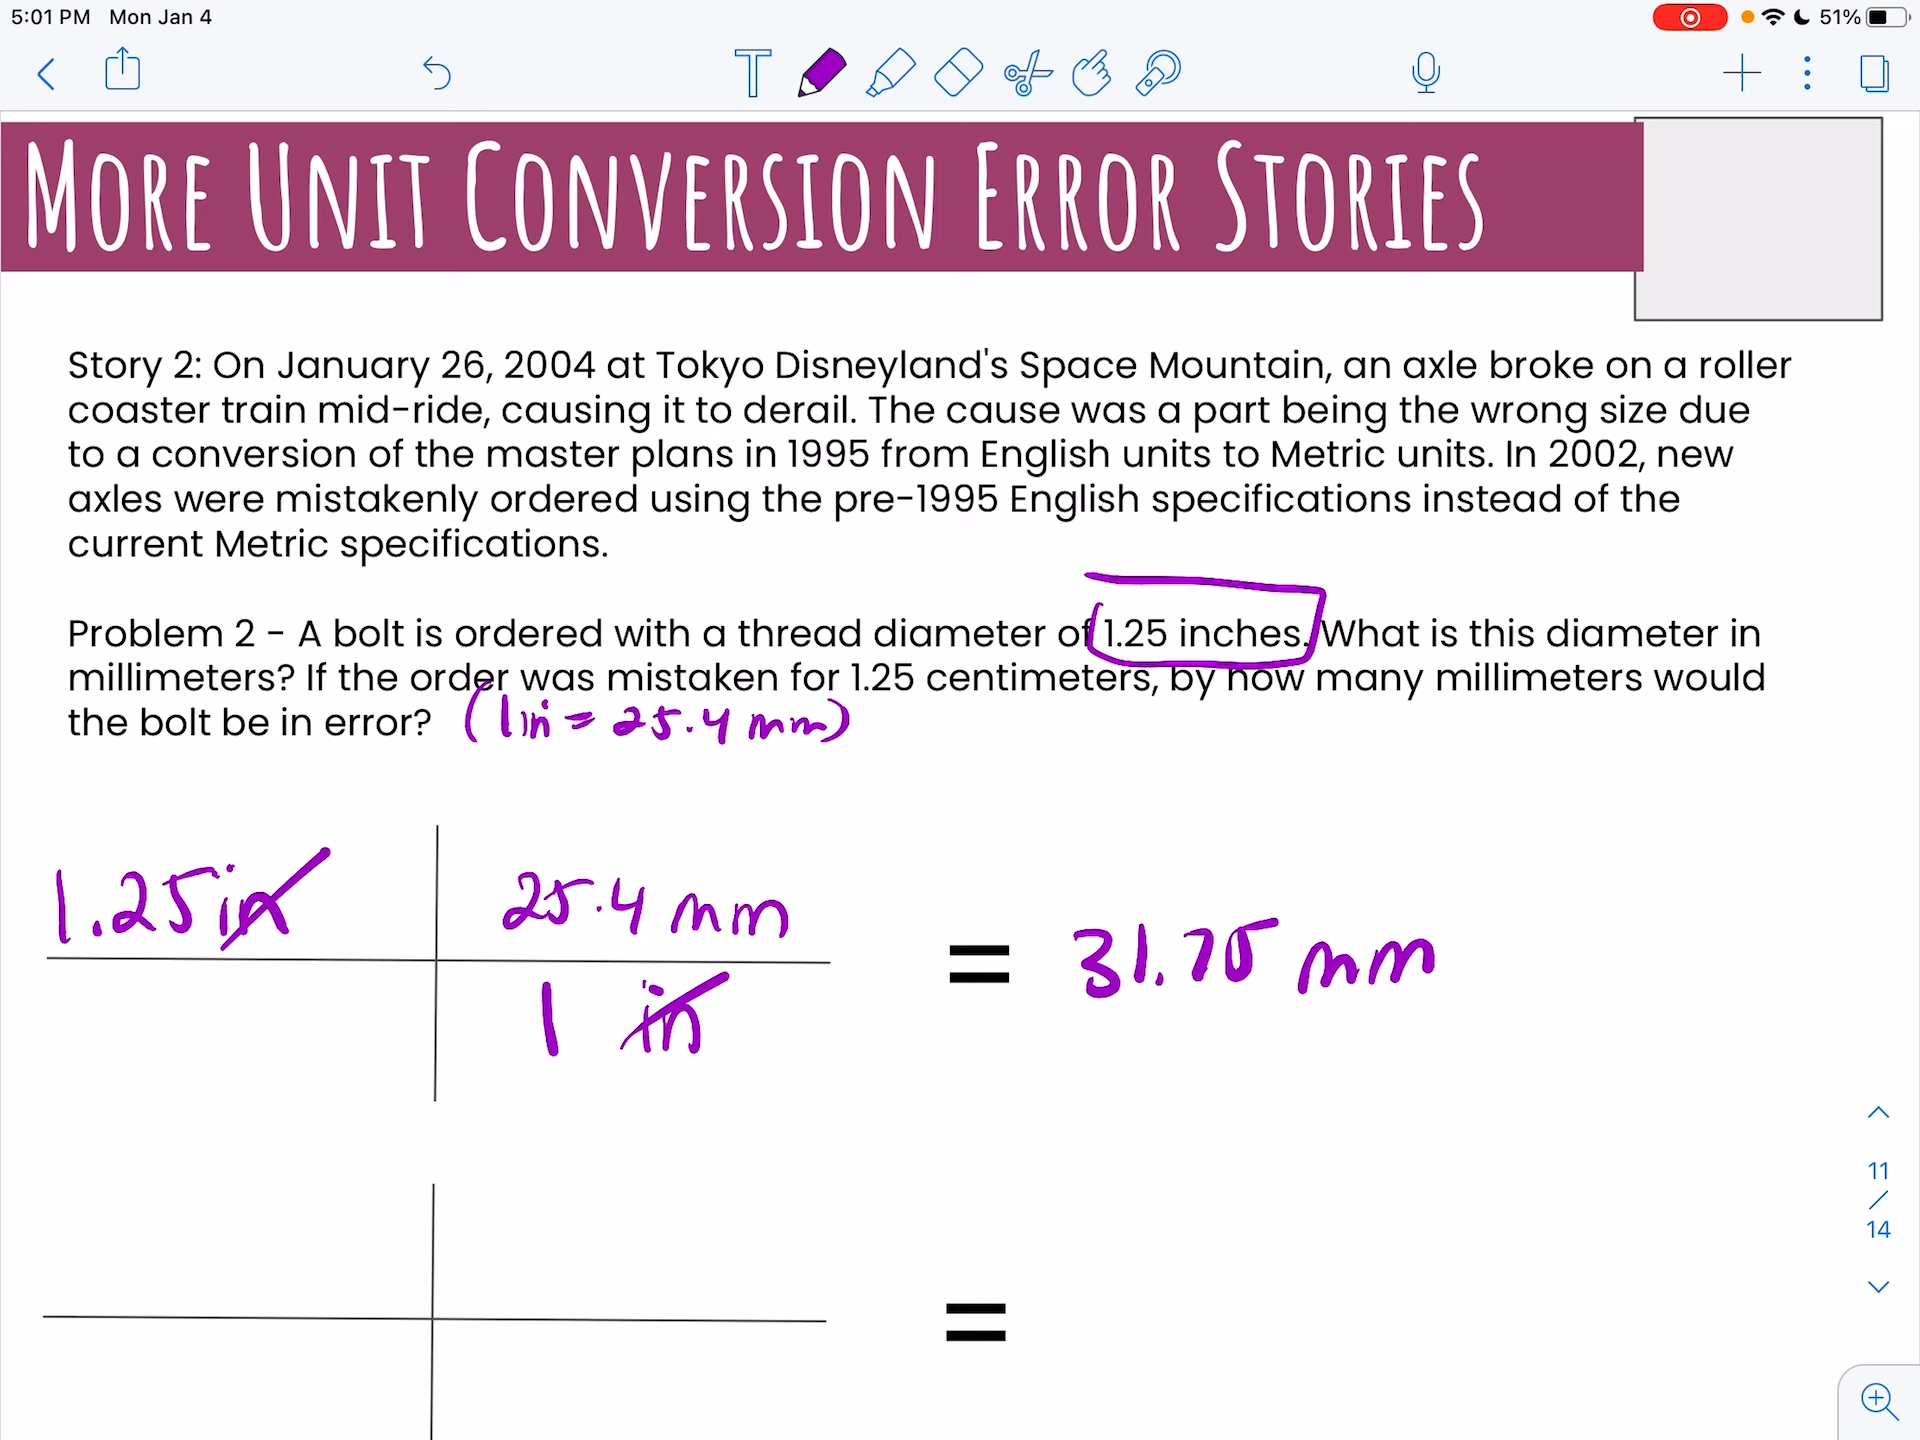 5:01 PM Mon Jan 4 51%
MORE UNIT CONVERSION ERROR STORIES
Story 2: On January 26, 2004 at Tokyo Disneyland's Space Mountain, an axle broke on a roller
coaster train mid-ride, causing it to derail. The cause was a part being the wrong size due
to a conversion of the master plans in 1995 from English units to Metric units. In 2002, new
axles were mistakenly ordered using the pre-1995 English specifications instead of the
current Metric specifications.
Problem 2 - A bolt is ordered with a thread diameter of 1.25 inches. What is this diameter in
millimeters? If the order was mistaken for 1.25 centimeters, by how many millimeters would
the bolt be in error? (1in = 25.4 mm)
1.25in 25.4 mm
= 31.75 mm
1 in
11
/
14
=